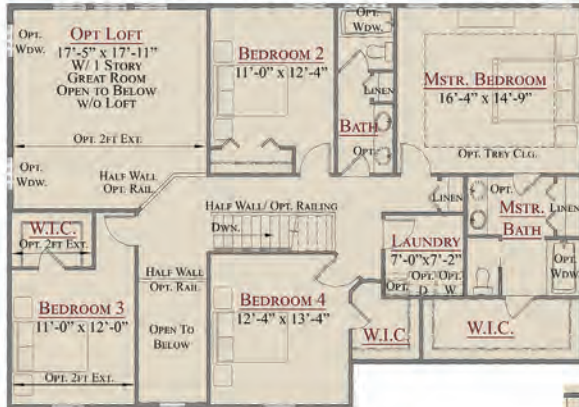 OPT. WDW.
OPT LOFT
17'-5" X 17'-11"
W/ 1 STORY
GREAT ROOM
OPEN TO BELOW
W/O LOFT
OPT. 2FT EXT.
OPT. WDW.
HALF WALL
OPT. RAIL
BEDROOM 2
11'-0" X 12'-4"
OPT. WDW.
LINEN
BATH
OPT.
MSTR. BEDROOM
16'-4" X 14'-9"
OPT. TREY CLG.
HALF WALL/ OPT. RAILING
DWN.
W.I.C.
OPT. 2FT EXT.
BEDROOM 3
11'-0" X 12'-0"
OPT. 2FT EXT.
HALF WALL
OPT. RAIL
OPEN TO
BELOW
BEDROOM 4
12'-4" X 13'-4"
LAUNDRY
7'-0"X7'-2"
OPT.
OPT. D
OPT. W
LINEN
OPT.
LINEN
MSTR.
BATH
OPT. WDW.
W.I.C.
W.I.C.